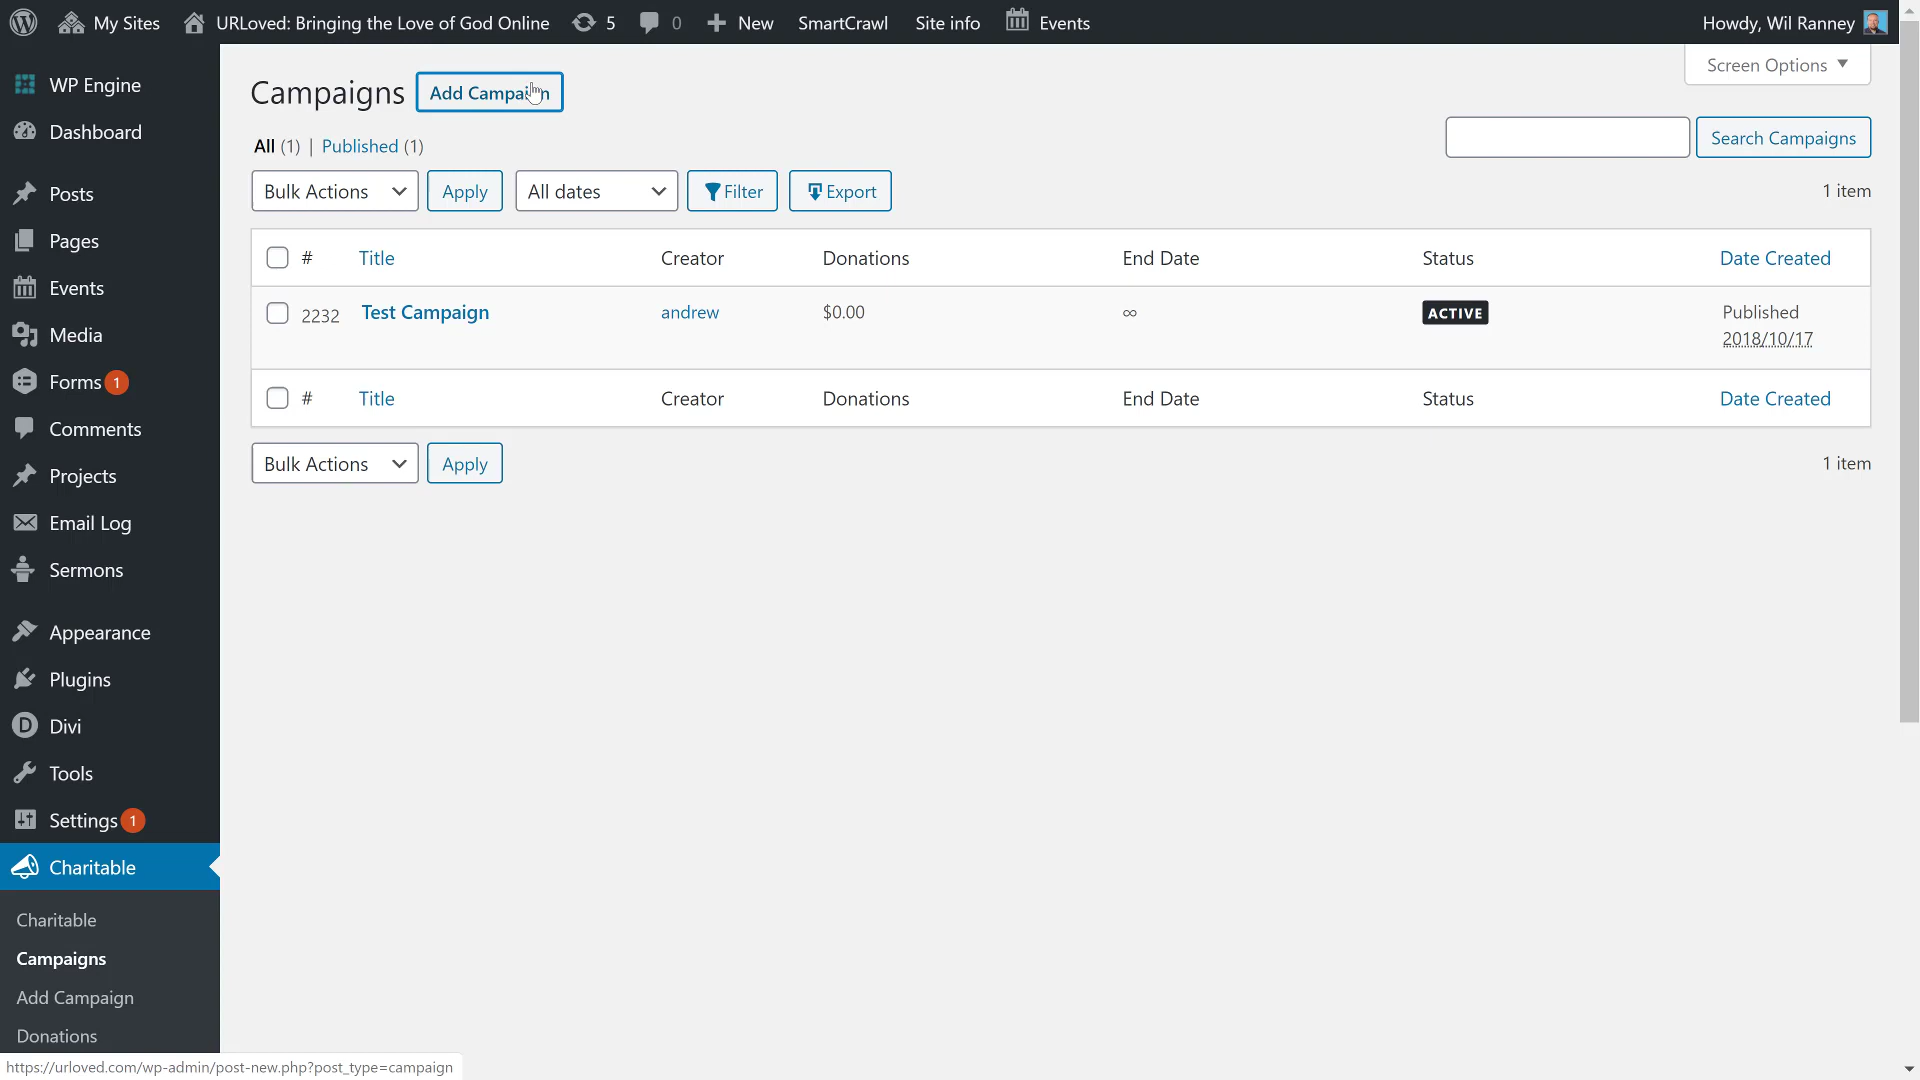 My Sites URLoved: Bringing the Love of God Online 5 0 New SmartCrawl Site info Events Howdy, Wil Ranney
Screen Options
WP Engine
Dashboard
Posts
Pages
Events
Media
Forms 1
Comments
Projects
Email Log
Sermons
Appearance
Plugins
Divi
Tools
Settings 1
Charitable
Charitable
Campaigns
Add Campaign
Donations
Campaigns Add Campaign
All (1) | Published (1)
Search Campaigns
Bulk Actions Apply All dates Filter Export 1 item
# Title Creator Donations End Date Status Date Created
2232 Test Campaign andrew $0.00 ∞ ACTIVE Published
2018/10/17
# Title Creator Donations End Date Status Date Created
Bulk Actions Apply 1 item
https://urloved.com/wp-admin/post-new.php?post_type=campaign